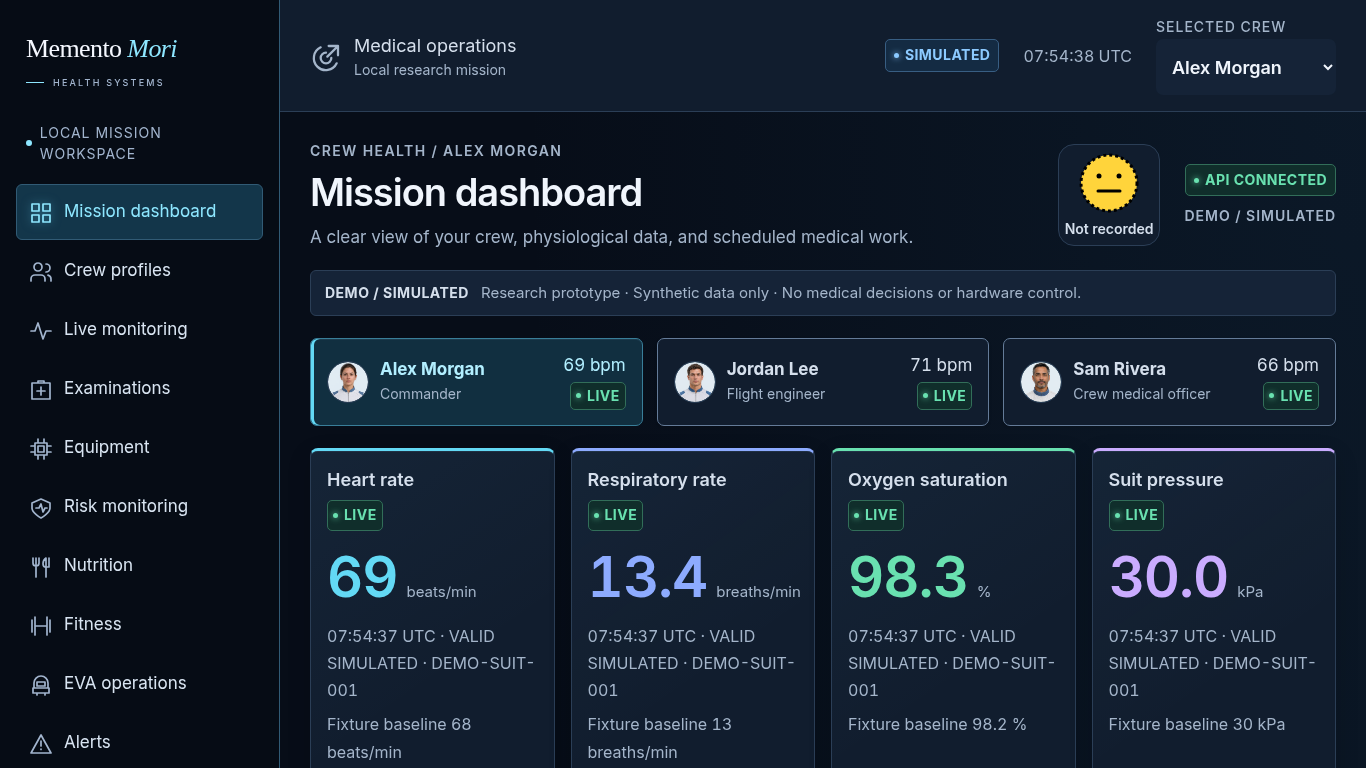 Memento Mori
HEALTH SYSTEMS
LOCAL MISSION
WORKSPACE
Mission dashboard
Crew profiles
Live monitoring
Examinations
Equipment
Risk monitoring
Nutrition
Fitness
EVA operations
Alerts
Medical operations
Local research mission
SIMULATED
07:54:38 UTC
SELECTED CREW
Alex Morgan
CREW HEALTH / ALEX MORGAN
Mission dashboard
A clear view of your crew, physiological data, and scheduled medical work.
Not recorded
API CONNECTED
DEMO / SIMULATED
DEMO / SIMULATED Research prototype · Synthetic data only · No medical decisions or hardware control.
Alex Morgan
Commander
69 bpm
LIVE
Jordan Lee
Flight engineer
71 bpm
LIVE
Sam Rivera
Crew medical officer
66 bpm
LIVE
Heart rate
LIVE
69 beats/min
07:54:37 UTC · VALID
SIMULATED · DEMO-SUIT-
001
Fixture baseline 68
beats/min
Respiratory rate
LIVE
13.4 breaths/min
07:54:37 UTC · VALID
SIMULATED · DEMO-SUIT-
001
Fixture baseline 13
breaths/min
Oxygen saturation
LIVE
98.3 %
07:54:37 UTC · VALID
SIMULATED · DEMO-SUIT-
001
Fixture baseline 98.2 %
Suit pressure
LIVE
30.0 kPa
07:54:37 UTC · VALID
SIMULATED · DEMO-SUIT-
001
Fixture baseline 30 kPa